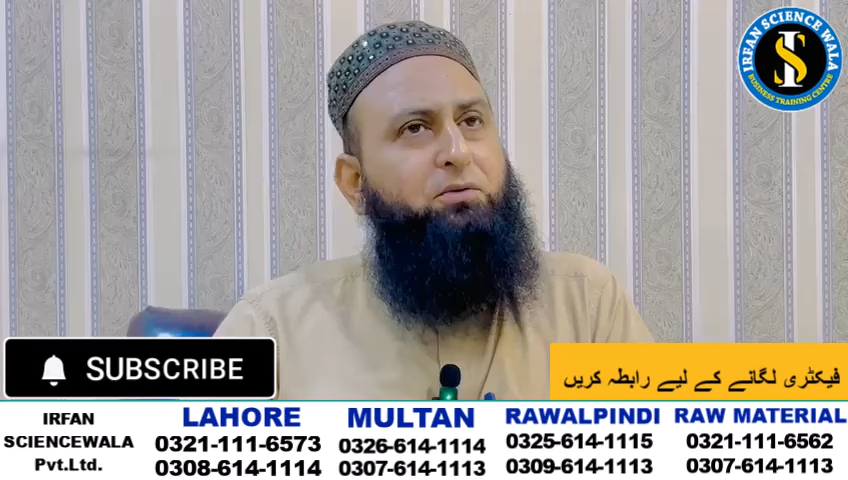 IRFAN SCIENCE WALA
IS
BUSINESS TRAINING CENTRE
SUBSCRIBE
فیکٹری لگانے کے لیے رابطہ کریں
IRFAN
SCIENCEWALA
Pvt.Ltd.
LAHORE
0321-111-6573
0308-614-1114
MULTAN
0326-614-1114
0307-614-1113
RAWALPINDI
0325-614-1115
0309-614-1113
RAW MATERIAL
0321-111-6562
0307-614-1113